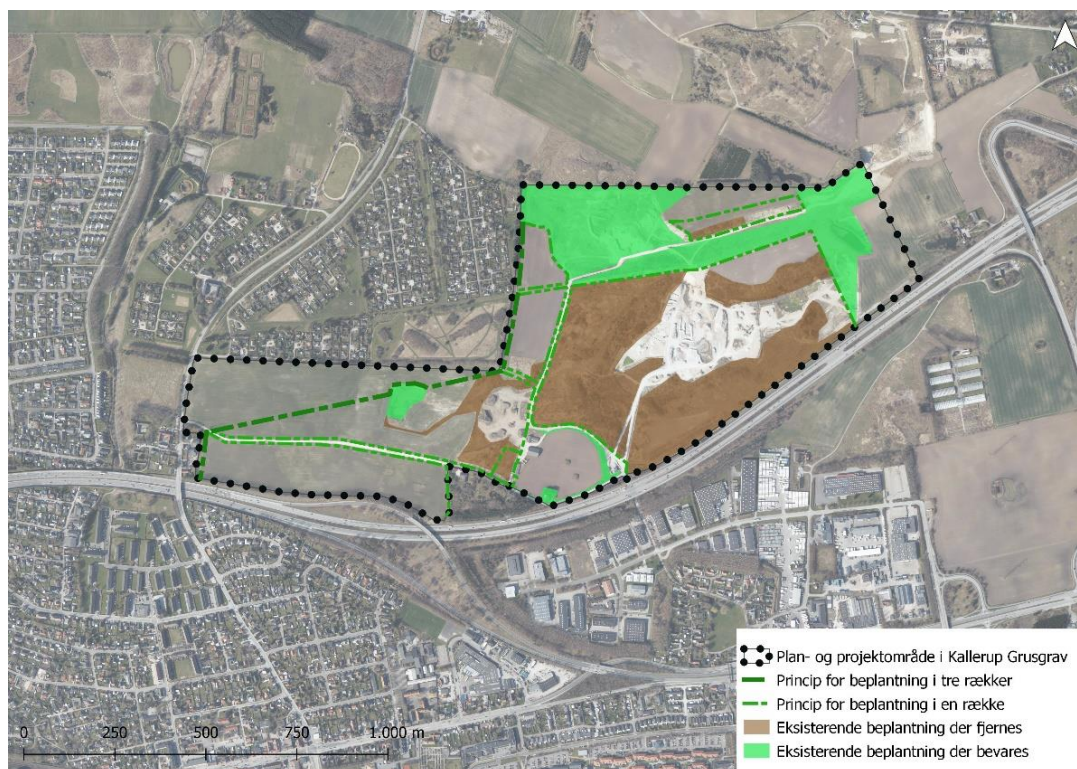 Plan- og projektområde i Kallerup Grusgrav
Princip for beplantning i tre rækker
Princip for beplantning i en række
Eksisterende beplantning der fjernes
Eksisterende beplantning der bevares
0 250 500 750 1.000 m